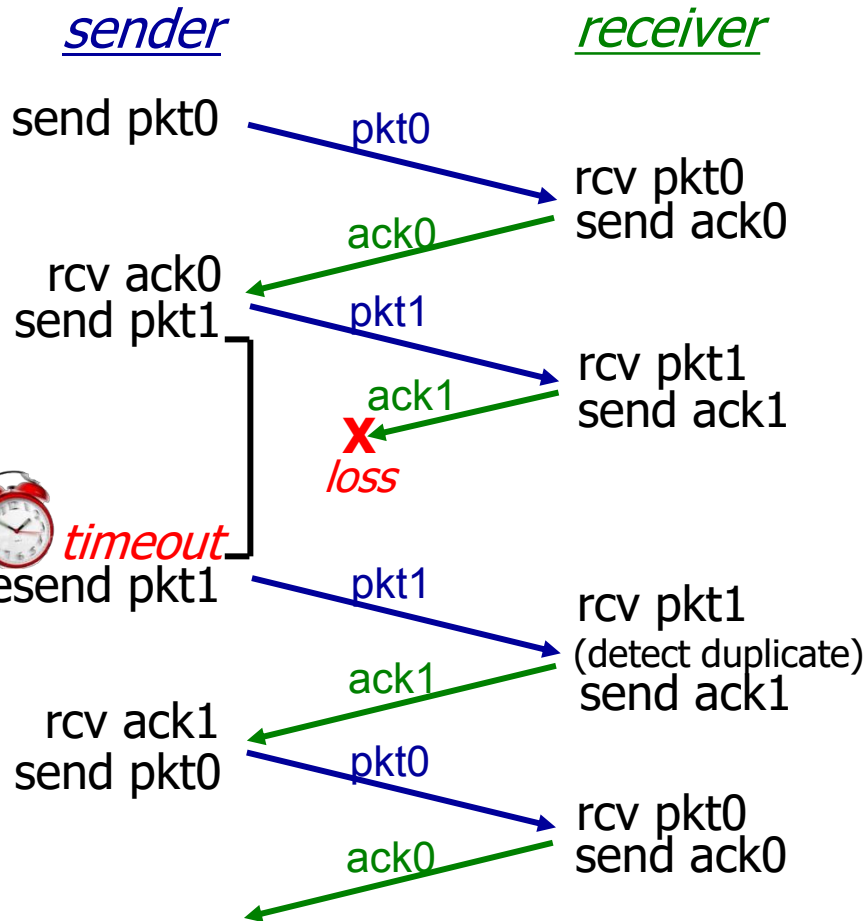 sender
receiver
send pkt0
pkt0
rcv pkt0
send ack0
ack0
rcv ack0
send pkt1
pkt1
rcv pkt1
send ack1
ack1
X
loss
timeout
esend pkt1
pkt1
rcv pkt1
(detect duplicate)
send ack1
ack1
rcv ack1
send pkt0
pkt0
rcv pkt0
send ack0
ack0